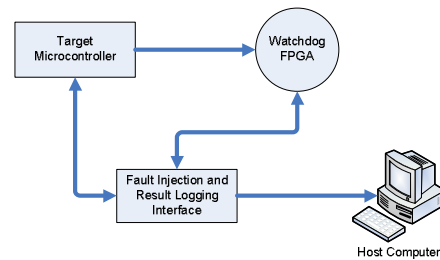 Target
Microcontroller
Watchdog
FPGA
Fault Injection and
Result Logging
Interface
Host Computer